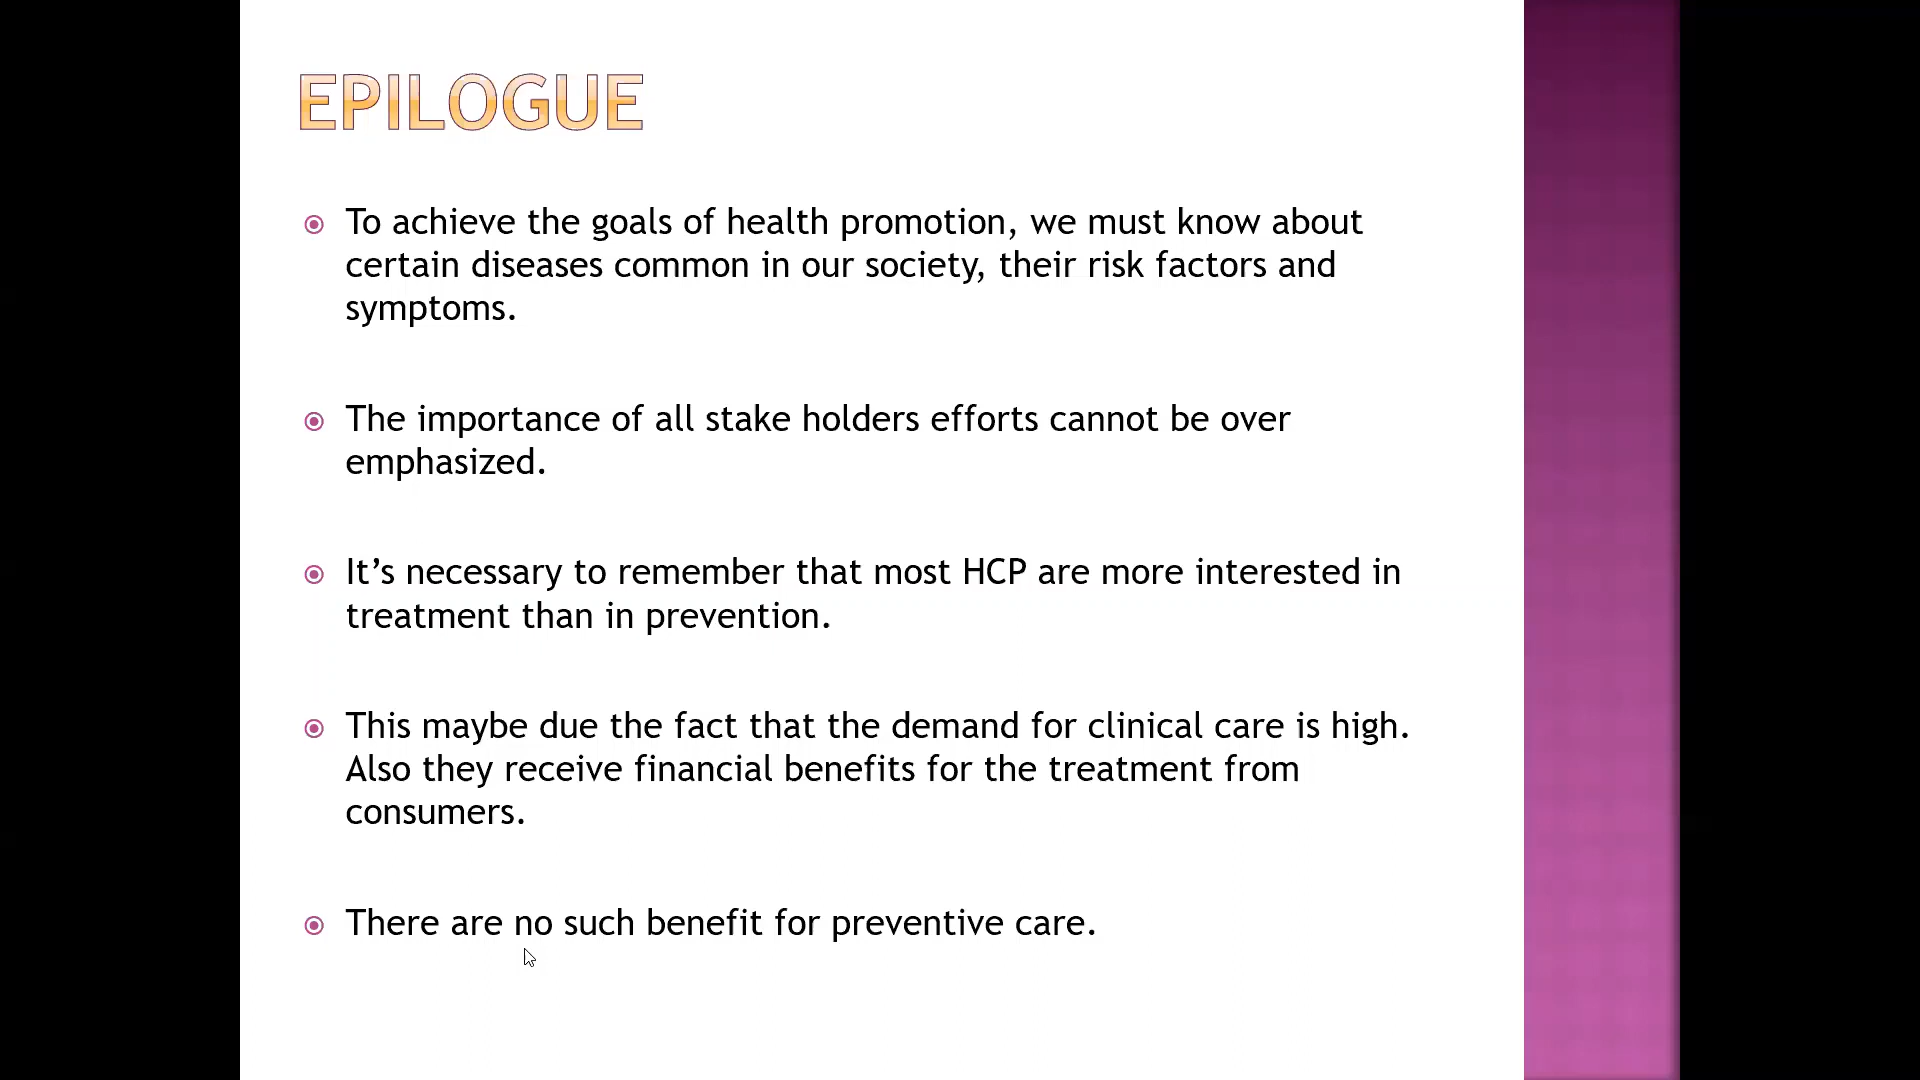 EPILOGUE
To achieve the goals of health promotion, we must know about
certain diseases common in our society, their risk factors and
symptoms.
The importance of all stake holders efforts cannot be over
emphasized.
It’s necessary to remember that most HCP are more interested in
treatment than in prevention.
This maybe due the fact that the demand for clinical care is high.
Also they receive financial benefits for the treatment from
consumers.
There are no such benefit for preventive care.